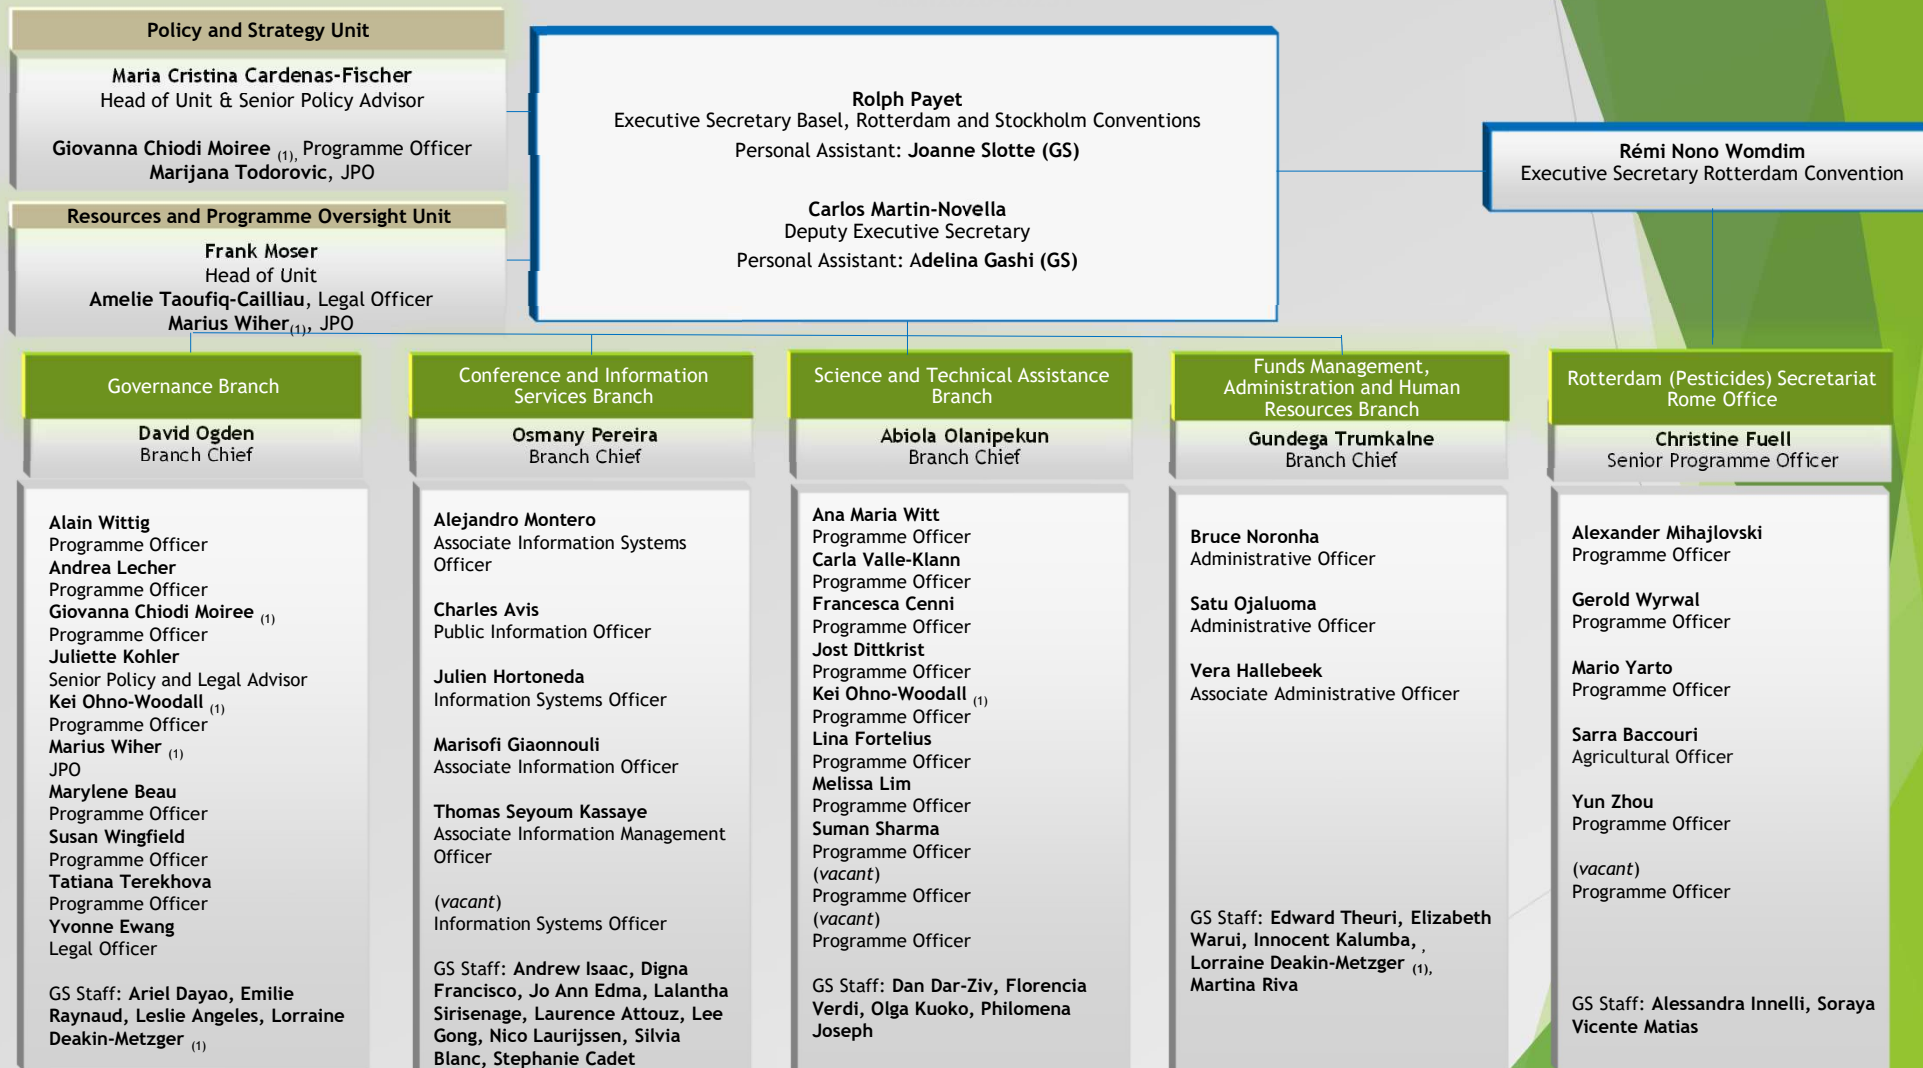 Policy and Strategy Unit
Maria Cristina Cardenas-Fischer
Head of Unit & Senior Policy Advisor
Giovanna Chiodi Moiree (1), Programme Officer
Marijana Todorovic, JPO
Resources and Programme Oversight Unit
Frank Moser
Head of Unit
Amelie Taoufiq-Cailliau, Legal Officer
Marius Wiher(1), JPO
Rolph Payet
Executive Secretary Basel, Rotterdam and Stockholm Conventions
Personal Assistant: Joanne Slotte (GS)
Carlos Martin-Novella
Deputy Executive Secretary
Personal Assistant: Adelina Gashi (GS)
Rémi Nono Womdim
Executive Secretary Rotterdam Convention
Governance Branch
David Ogden
Branch Chief
Alain Wittig
Programme Officer
Andrea Lecher
Programme Officer
Giovanna Chiodi Moiree (1)
Programme Officer
Juliette Kohler
Senior Policy and Legal Advisor
Kei Ohno-Woodall (1)
Programme Officer
Marius Wiher (1)
JPO
Marylene Beau
Programme Officer
Susan Wingfield
Programme Officer
Tatiana Terekhova
Programme Officer
Yvonne Ewang
Legal Officer
GS Staff: Ariel Dayao, Emilie
Raynaud, Leslie Angeles, Lorraine
Deakin-Metzger (1)
Conference and Information
Services Branch
Osmany Pereira
Branch Chief
Alejandro Montero
Associate Information Systems
Officer
Charles Avis
Public Information Officer
Julien Hortoneda
Information Systems Officer
Marisofi Giaonnouli
Associate Information Officer
Thomas Seyoum Kassaye
Associate Information Management
Officer
(vacant)
Information Systems Officer
GS Staff: Andrew Isaac, Digna
Francisco, Jo Ann Edma, Lalantha
Sirisenage, Laurence Attouz, Lee
Gong, Nico Laurijssen, Silvia
Blanc, Stephanie Cadet
Science and Technical Assistance
Branch
Abiola Olanipekun
Branch Chief
Ana Maria Witt
Programme Officer
Carla Valle-Klann
Programme Officer
Francesca Cenni
Programme Officer
Jost Dittkrist
Programme Officer
Kei Ohno-Woodall (1)
Programme Officer
Lina Fortelius
Programme Officer
Melissa Lim
Programme Officer
Suman Sharma
Programme Officer
(vacant)
Programme Officer
(vacant)
Programme Officer
GS Staff: Dan Dar-Ziv, Florencia
Verdi, Olga Kuoko, Philomena
Joseph
Funds Management,
Administration and Human
Resources Branch
Gundega Trumkalne
Branch Chief
Bruce Noronha
Administrative Officer
Satu Ojaluoma
Administrative Officer
Vera Hallebeek
Associate Administrative Officer
GS Staff: Edward Theuri, Elizabeth
Warui, Innocent Kalumba, ,
Lorraine Deakin-Metzger (1),
Martina Riva
Rotterdam (Pesticides) Secretariat
Rome Office
Christine Fuell
Senior Programme Officer
Alexander Mihajlovski
Programme Officer
Gerold Wyrwal
Programme Officer
Mario Yarto
Programme Officer
Sarra Baccouri
Agricultural Officer
Yun Zhou
Programme Officer
(vacant)
Programme Officer
GS Staff: Alessandra Innelli, Soraya
Vicente Matias